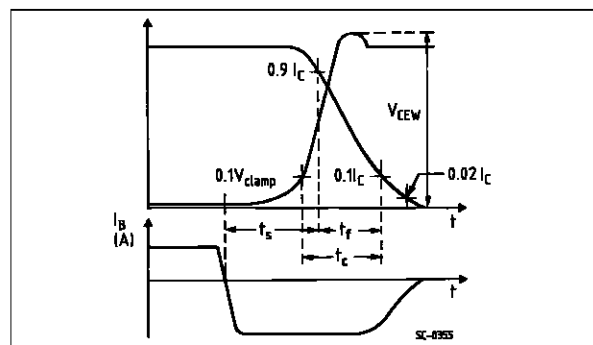 0.9 I_C
V_CEW
0.1V_clamp
0.1I_C
0.02 I_C
t
I_B
(A)
t_s
t_f
t_c
t
SC-0355